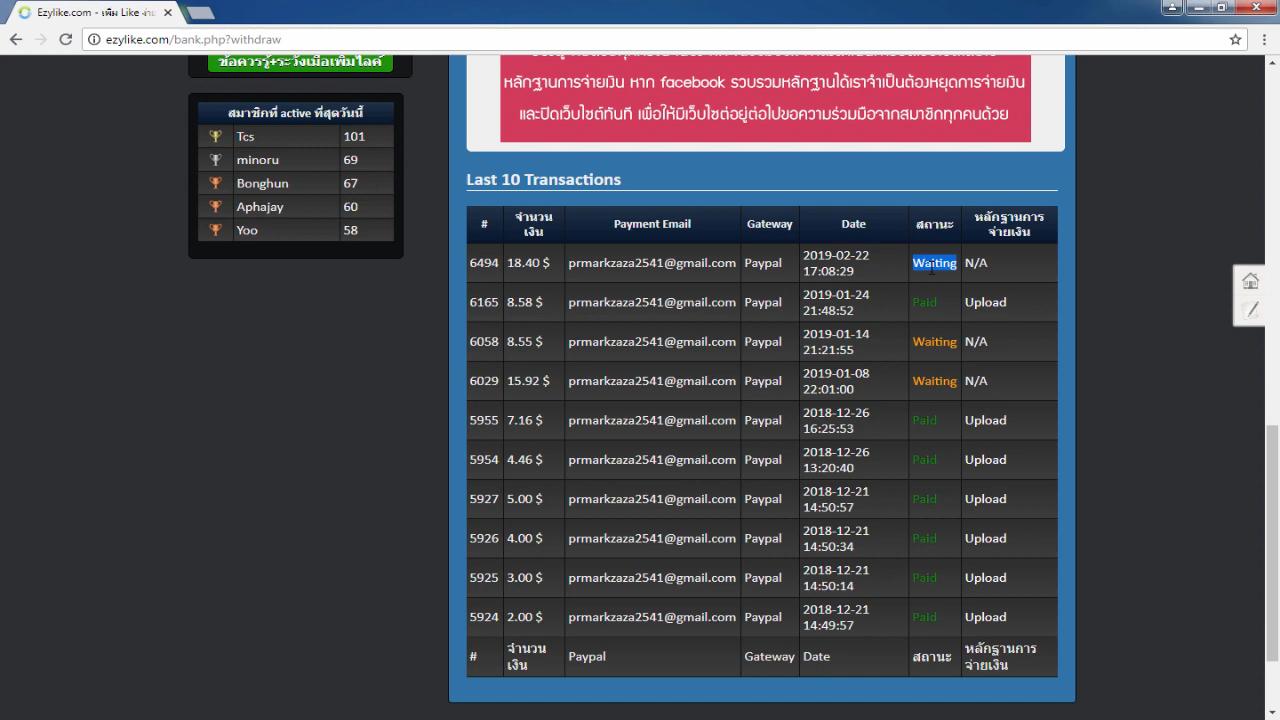 Ezylike.com - เพิ่ม Like ง่า
ezylike.com/bank.php?withdraw
ข้อควรรู้+ระวังเมื่อเพิ่มไลค์
สมาชิกที่ active ที่สุดวันนี้
Tcs 101
minoru 69
Bonghun 67
Aphajay 60
Yoo 58
หลักฐานการจ่ายเงิน หาก facebook รวบรวมหลักฐานได้เราจำเป็นต้องหยุดการจ่ายเงิน
และปิดเว็บไซต์ทันที เพื่อให้มีเว็บไซต์อยู่ต่อไปขอความร่วมมือจากสมาชิกทุกคนด้วย
Last 10 Transactions
# จำนวนเงิน Payment Email Gateway Date สถานะ หลักฐานการจ่ายเงิน
6494 18.40 $ prmarkzaza2541@gmail.com Paypal 2019-02-22 17:08:29 Waiting N/A
6165 8.58 $ prmarkzaza2541@gmail.com Paypal 2019-01-24 21:48:52 Paid Upload
6058 8.55 $ prmarkzaza2541@gmail.com Paypal 2019-01-14 21:21:55 Waiting N/A
6029 15.92 $ prmarkzaza2541@gmail.com Paypal 2019-01-08 22:01:00 Waiting N/A
5955 7.16 $ prmarkzaza2541@gmail.com Paypal 2018-12-26 16:25:53 Paid Upload
5954 4.46 $ prmarkzaza2541@gmail.com Paypal 2018-12-26 13:20:40 Paid Upload
5927 5.00 $ prmarkzaza2541@gmail.com Paypal 2018-12-21 14:50:57 Paid Upload
5926 4.00 $ prmarkzaza2541@gmail.com Paypal 2018-12-21 14:50:34 Paid Upload
5925 3.00 $ prmarkzaza2541@gmail.com Paypal 2018-12-21 14:50:14 Paid Upload
5924 2.00 $ prmarkzaza2541@gmail.com Paypal 2018-12-21 14:49:57 Paid Upload
# จำนวนเงิน Paypal Gateway Date สถานะ หลักฐานการจ่ายเงิน